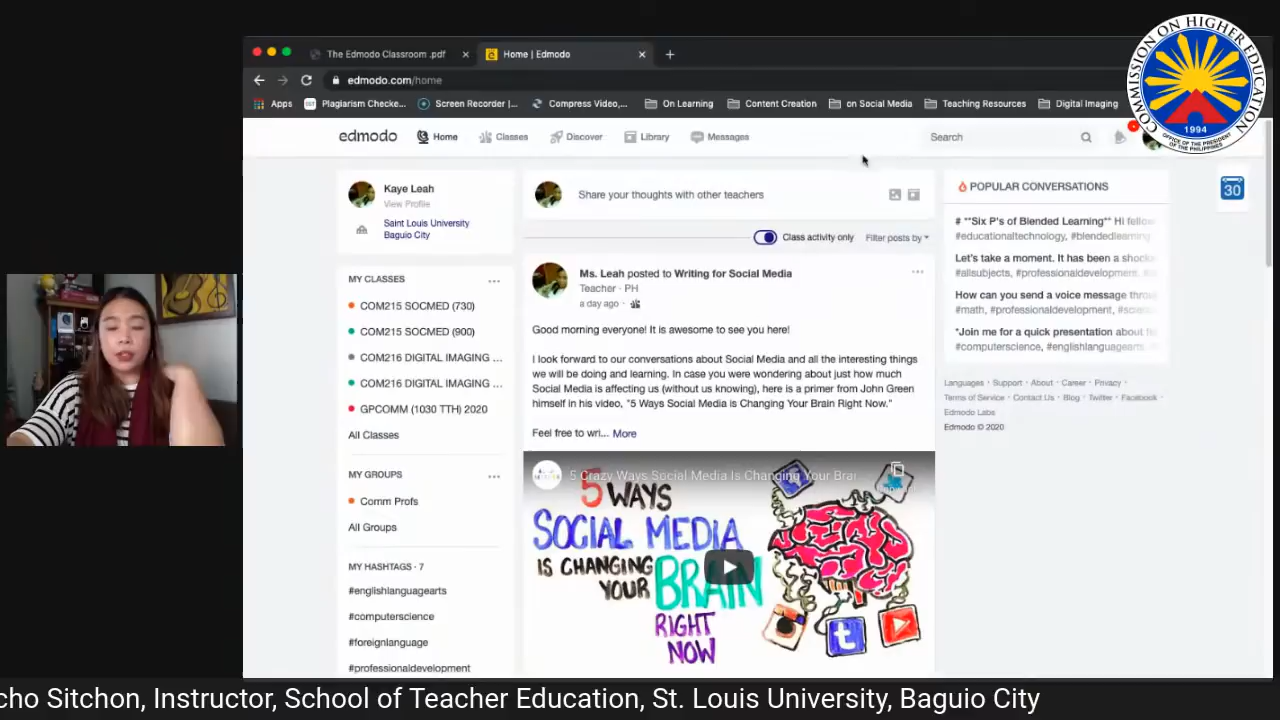 The Edmodo Classroom .pdf
Home | Edmodo
edmodo.com/home
Apps
Plagiarism Checke...
Screen Recorder |...
Compress Video,...
On Learning
Content Creation
on Social Media
Teaching Resources
Digital Imaging
COMMISSION ON HIGHER EDUCATION
1994
OFFICE OF THE PRESIDENT
OF THE PHILIPPINES
edmodo
Home
Classes
Discover
Library
Messages
Search
Kaye Leah
View Profile
Saint Louis University
Baguio City
Share your thoughts with other teachers
Class activity only
Filter posts by
MY CLASSES
COM215 SOCMED (730)
COM215 SOCMED (900)
COM216 DIGITAL IMAGING ...
COM216 DIGITAL IMAGING ...
GPCOMM (1030 TTH) 2020
All Classes
MY GROUPS
Comm Profs
All Groups
MY HASHTAGS · 7
#englishlanguagearts
#computerscience
#foreignlanguage
#professionaldevelopment
Ms. Leah posted to Writing for Social Media
Teacher · PH
a day ago ·
Good morning everyone! It is awesome to see you here!
I look forward to our conversations about Social Media and all the interesting things
we will be doing and learning. In case you were wondering about just how much
Social Media is affecting us (without us knowing), here is a primer from John Green
himself in his video, "5 Ways Social Media is Changing Your Brain Right Now."
Feel free to wri... More
5 Crazy Ways Social Media Is Changing Your Brai
5 WAYS
SOCIAL MEDIA
IS CHANGING
YOUR BRAIN
RIGHT
NOW
POPULAR CONVERSATIONS
# **Six P's of Blended Learning** Hi fellow
#educationaltechnology, #blendedlearning
Let's take a moment. It has been a shock
#allsubjects, #professionaldevelopment,
How can you send a voice message throu
#math, #professionaldevelopment,
*Join me for a quick presentation about
#computerscience, #englishlanguagearts
Languages · Support · About · Career · Privacy ·
Terms of Service · Contact Us · Blog · Twitter · Facebook ·
Edmodo Labs
Edmodo © 2020
30
cho Sitchon, Instructor, School of Teacher Education, St. Louis University, Baguio City